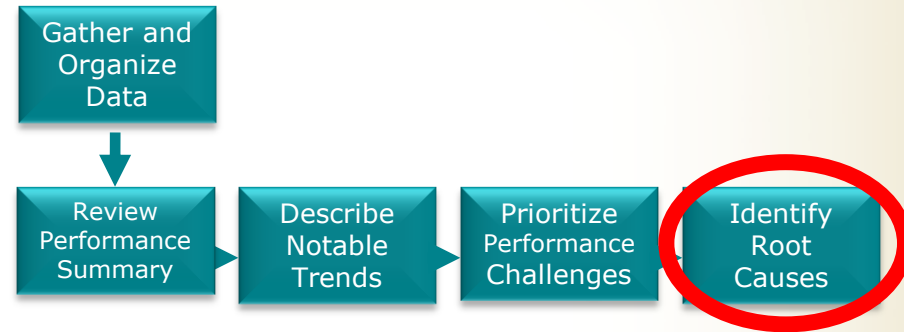 Gather and
Organize
Data
Review
Performance
Summary
Describe
Notable
Trends
Prioritize
Performance
Challenges
Identify
Root
Causes